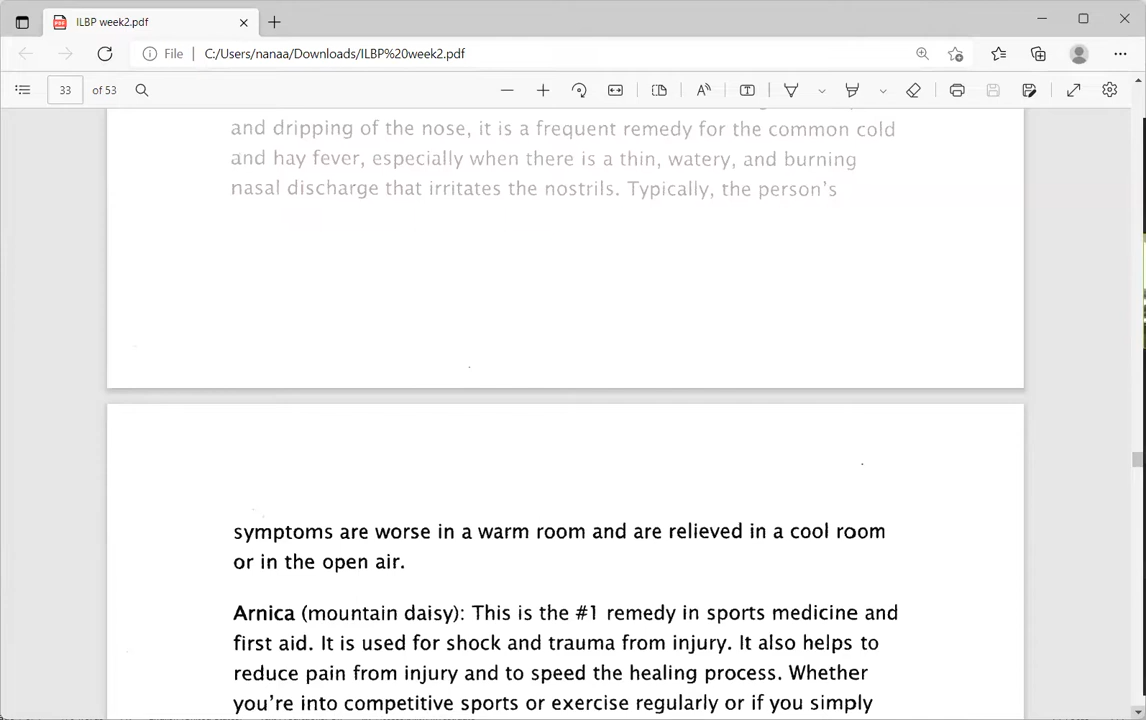 ILBP week2.pdf
File
C:/Users/nanaa/Downloads/ILBP%20week2.pdf
33 of 53
and dripping of the nose, it is a frequent remedy for the common cold
and hay fever, especially when there is a thin, watery, and burning
nasal discharge that irritates the nostrils. Typically, the person's
symptoms are worse in a warm room and are relieved in a cool room
or in the open air.
Arnica (mountain daisy): This is the #1 remedy in sports medicine and
first aid. It is used for shock and trauma from injury. It also helps to
reduce pain from injury and to speed the healing process. Whether
you're into competitive sports or exercise regularly or if you simply